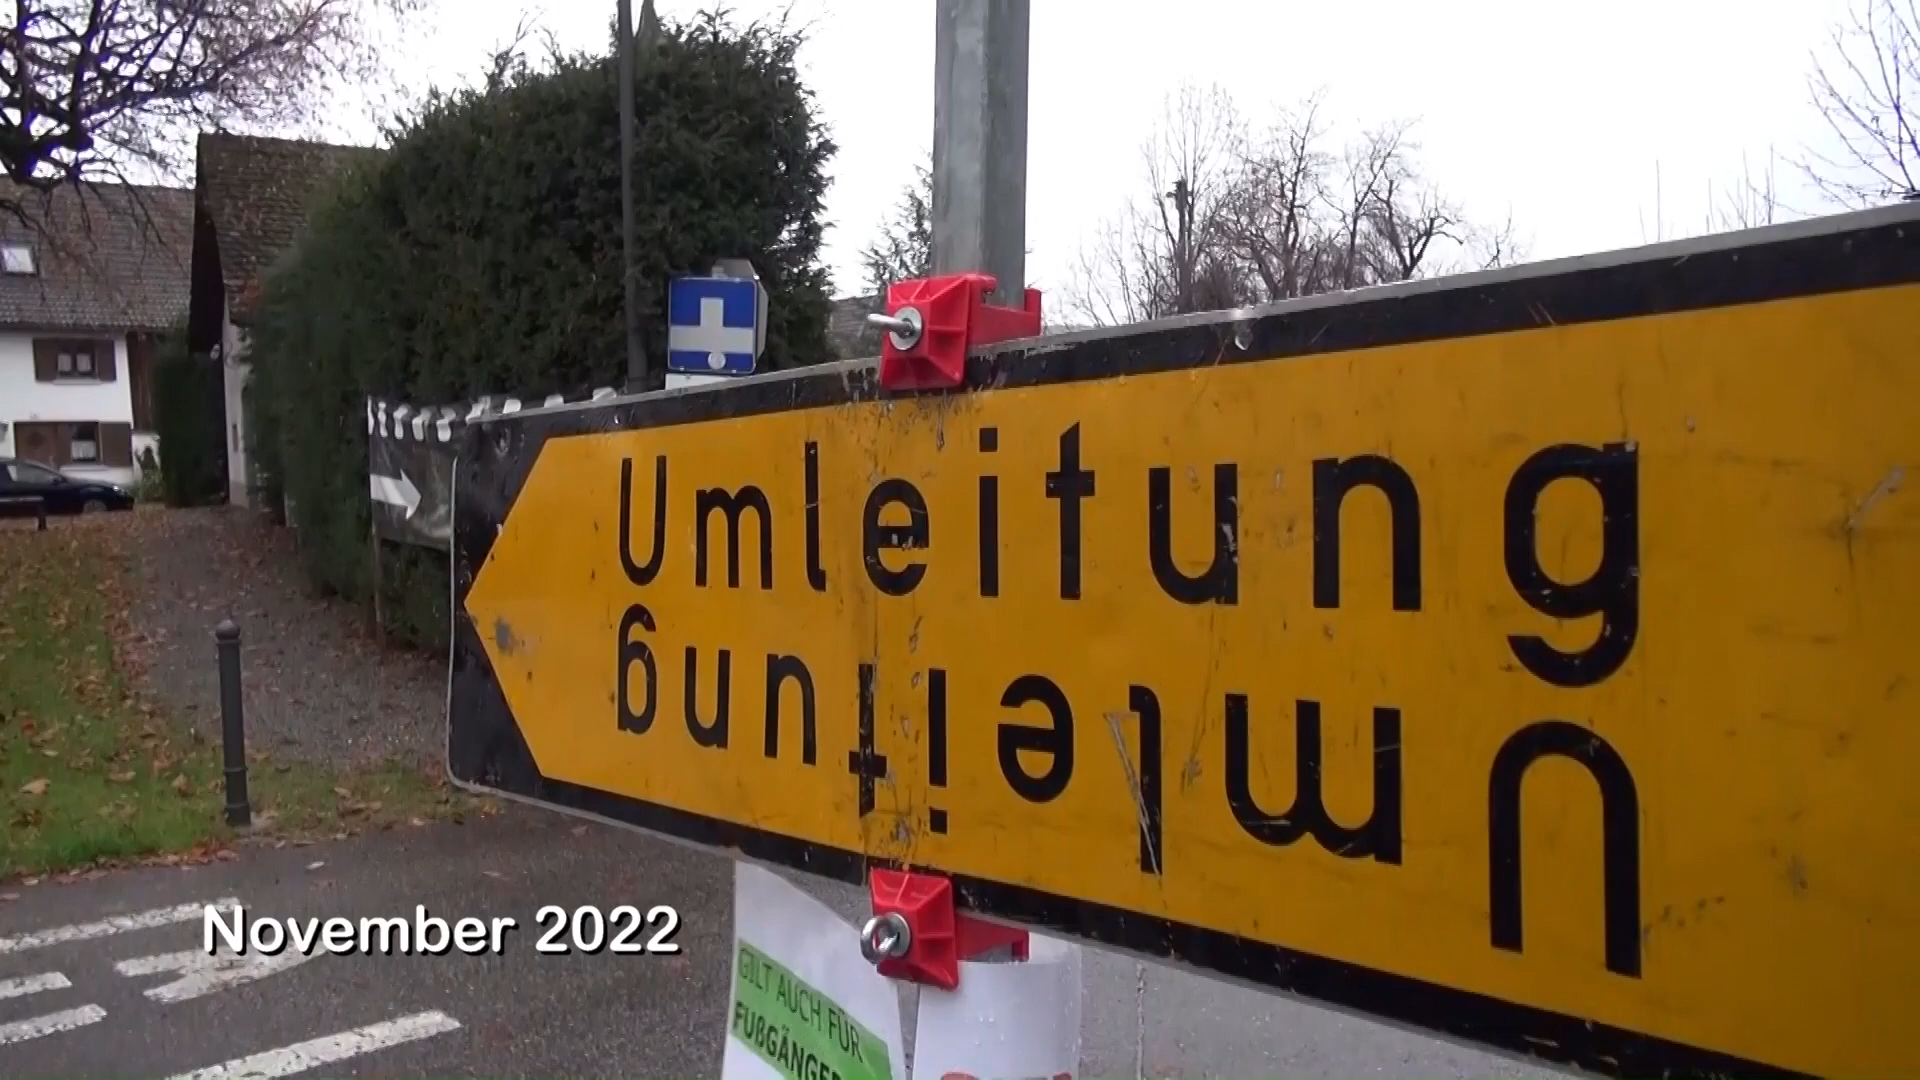 Umleitung
Umleitung
November 2022
GILT AUCH FÜR
FUßGÄNGER